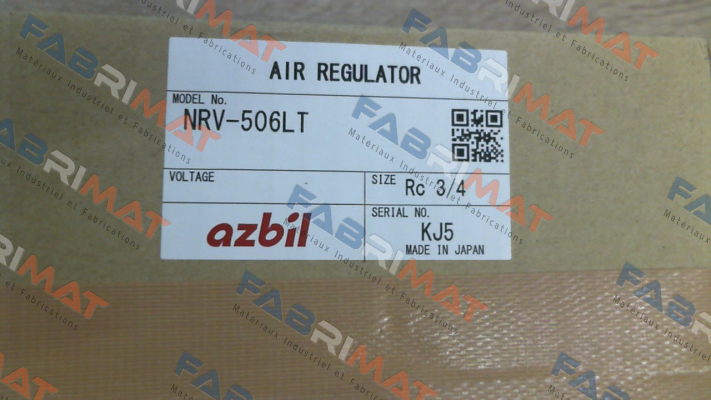 AIR REGULATOR
MODEL No.
NRV-506LT
VOLTAGE
SIZE Rc 3/4
azbil
SERIAL NO.
KJ5
MADE IN JAPAN
FABRIMAT
Materiaux Industriel et Fabrications